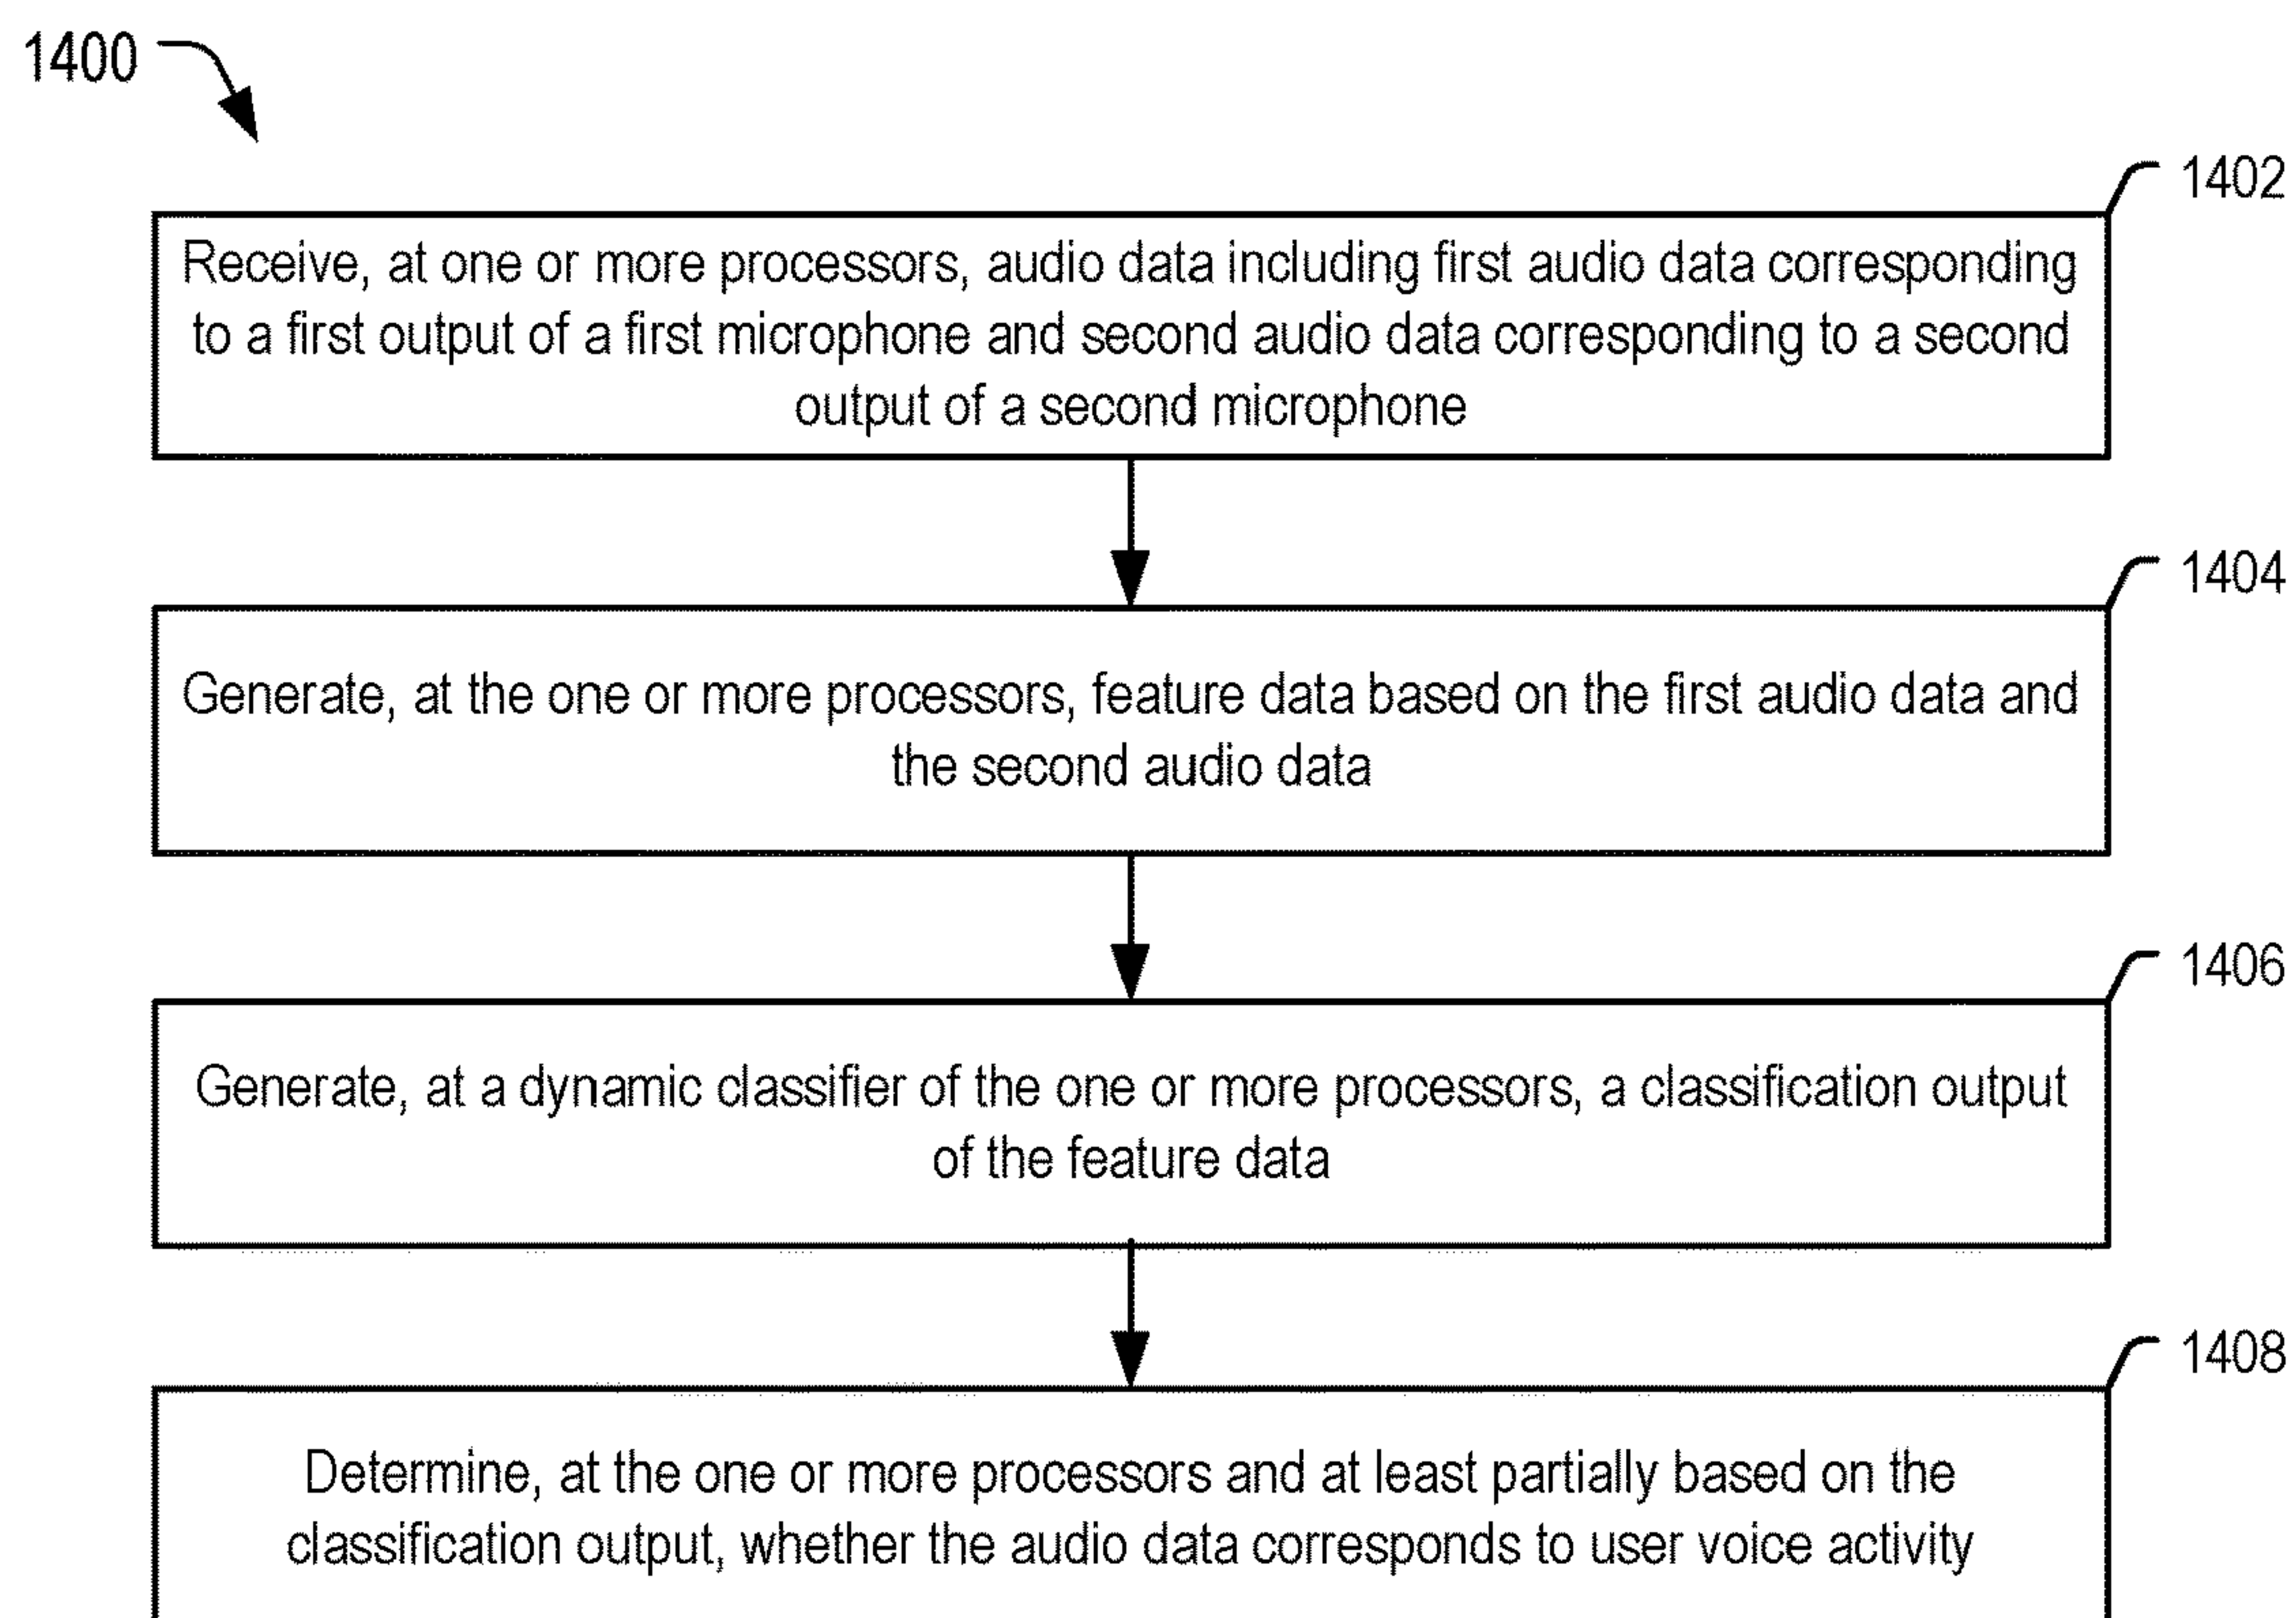 1400
1402
Receive, at one or more processors, audio data including first audio data corresponding
to a first output of a first microphone and second audio data corresponding to a second
output of a second microphone
1404
Generate, at the one or more processors, feature data based on the first audio data and
the second audio data
1406
Generate, at a dynamic classifier of the one or more processors, a classification output
of the feature data
1408
Determine, at the one or more processors and at least partially based on the
classification output, whether the audio data corresponds to user voice activity